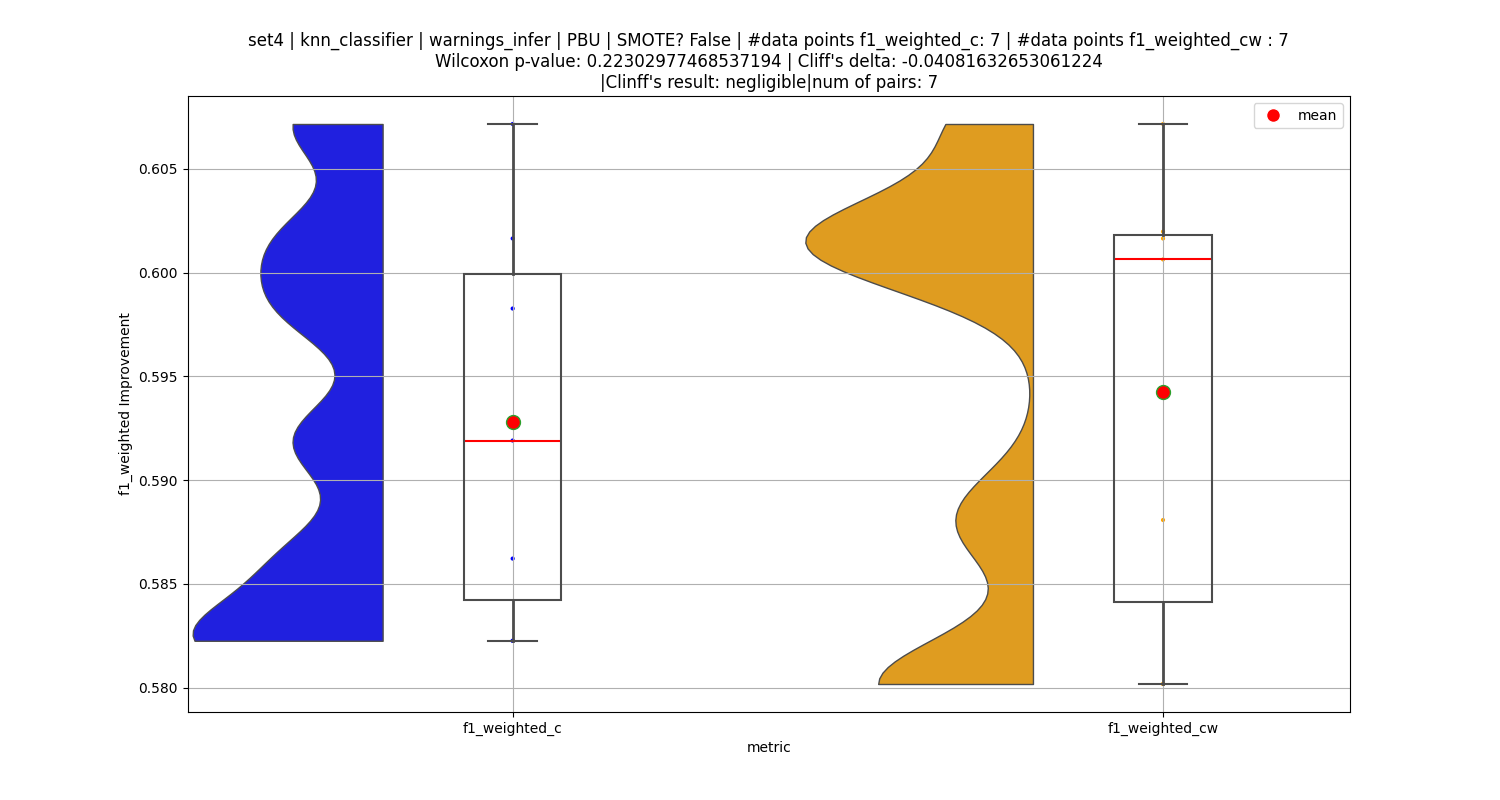 set4 | knn_classifier | warnings_infer | PBU | SMOTE? False | #data points f1_weighted_c: 7 | #data points f1_weighted_cw : 7
Wilcoxon p-value: 0.22302977468537194 | Cliff's delta: -0.04081632653061224
|Clinff's result: negligible|num of pairs: 7
mean
0.605
0.600
0.595
0.590
0.585
0.580
f1_weighted Improvement
f1_weighted_c
f1_weighted_cw
metric